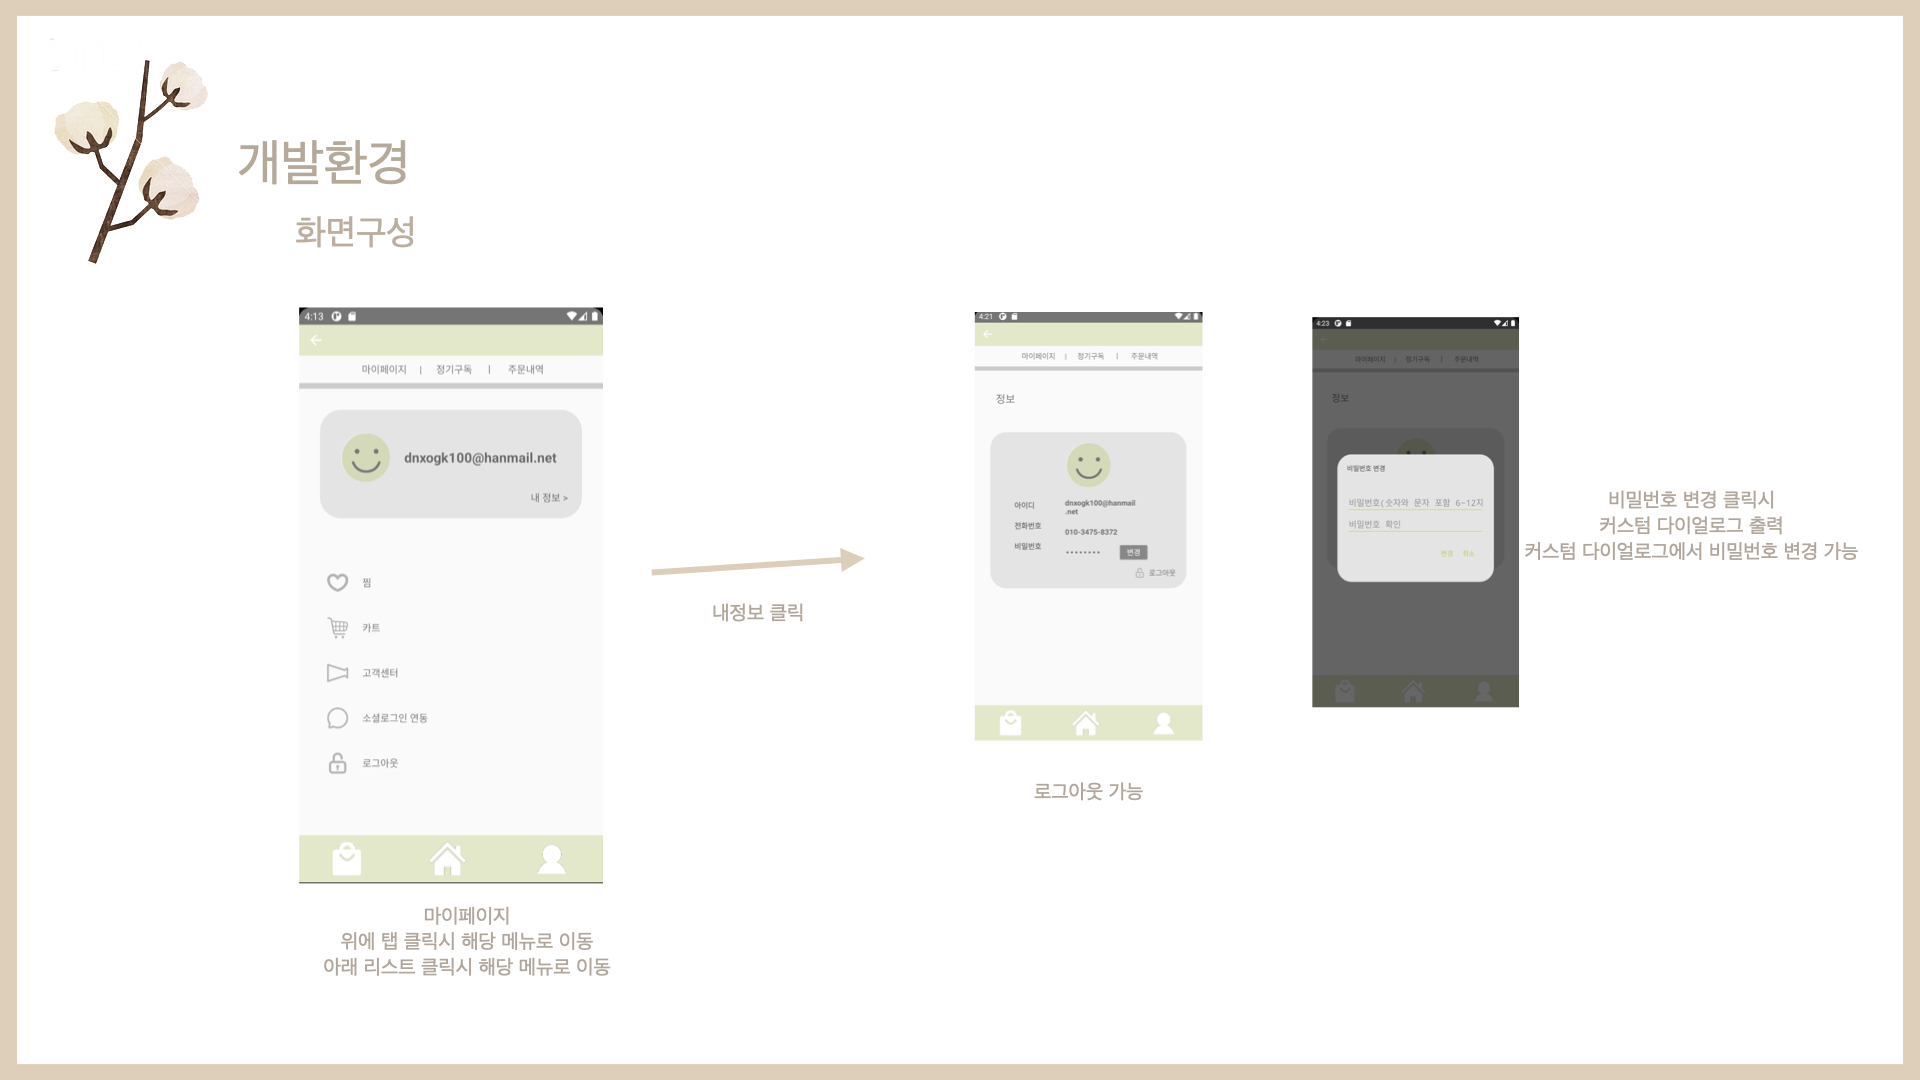 개발환경
화면구성
4:13
마이페이지 | 정기구독 | 주문내역
dnxogk100@hanmail.net
내 정보 >
찜
카트
고객센터
소셜로그인 연동
로그아웃
마이페이지
위에 탭 클릭시 해당 메뉴로 이동
아래 리스트 클릭시 해당 메뉴로 이동
내정보 클릭
4:21
마이페이지 | 정기구독 | 주문내역
정보
아이디 dnxogk100@hanmail
.net
전화번호 010-3475-8372
비밀번호 •••••••• 변경
로그아웃
로그아웃 가능
4:23
마이페이지 | 정기구독 | 주문내역
정보
비밀번호 변경
비밀번호(숫자와 문자 포함 6~12자
비밀번호 확인
변경 취소
비밀번호 변경 클릭시
커스텀 다이얼로그 출력
커스텀 다이얼로그에서 비밀번호 변경 가능